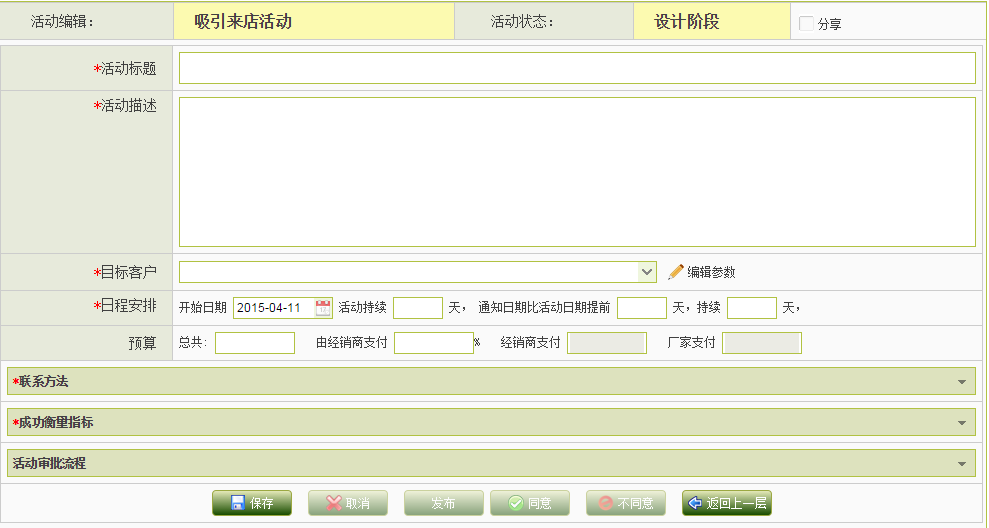 活动编辑： 吸引来店活动 活动状态： 设计阶段 分享
*活动标题
*活动描述
*目标客户 编辑参数
*日程安排 开始日期 2015-04-11 活动持续 天， 通知日期比活动日期提前 天，持续 天，
预算 总共： 由经销商支付 % 经销商支付 厂家支付
*联系方法
*成功衡量指标
活动审批流程
保存 取消 发布 同意 不同意 返回上一层